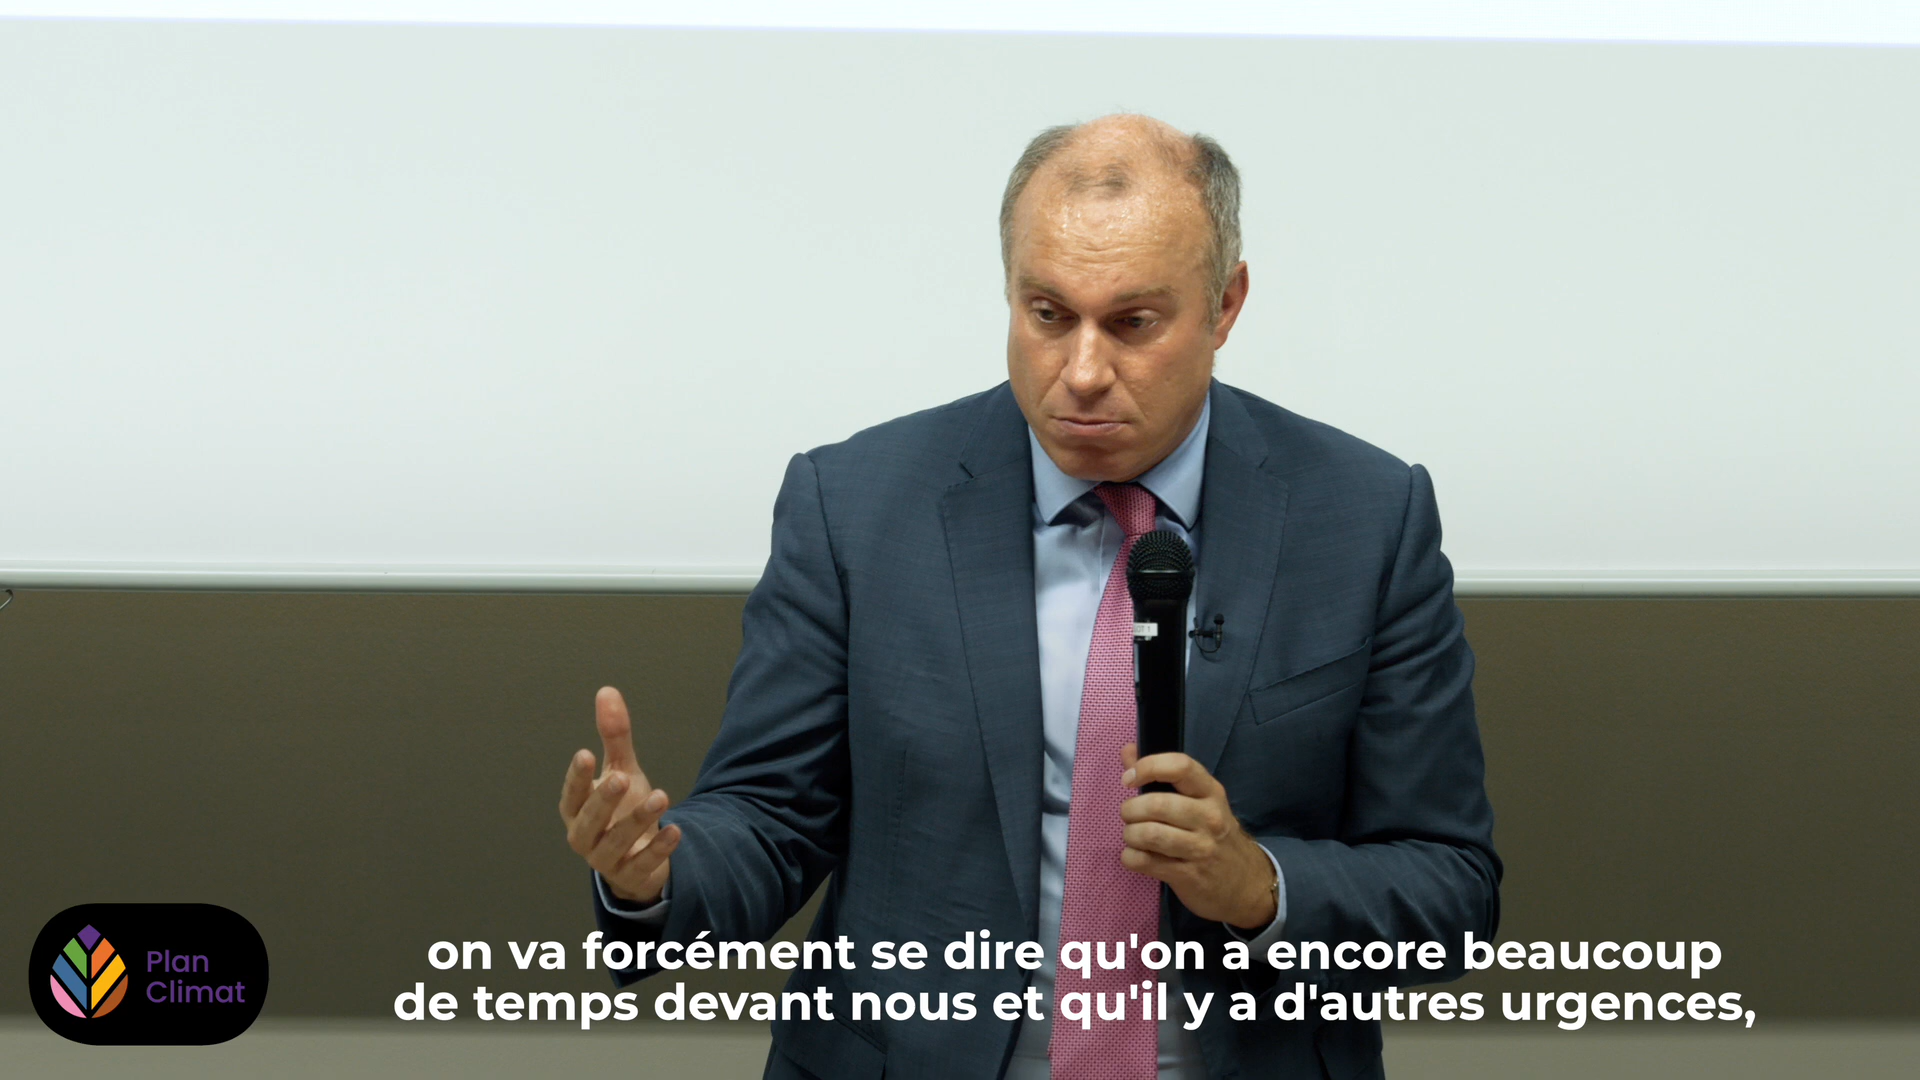 Plan
Climat
on va forcément se dire qu'on a encore beaucoup
de temps devant nous et qu'il y a d'autres urgences,